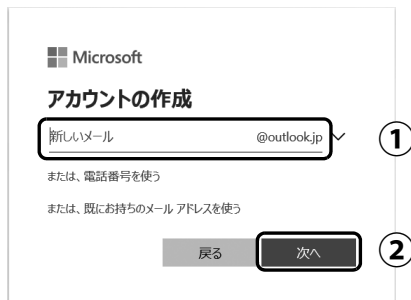 Microsoft
アカウントの作成
新しいメール @outlook.jp
①
または、電話番号を使う
または、既にお持ちのメール アドレスを使う
戻る 次へ
②